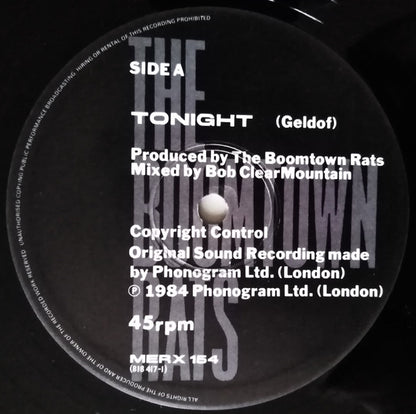 ALL RIGHTS OF THE PRODUCER AND OF THE OWNER OF THE RECORDED WORK RESERVED · UNAUTHORISED COPYING PUBLIC PERFORMANCE BROADCASTING · HIRING OR RENTAL OF THIS RECORDING PROHIBITED
THE
BOOMTOWN
RATS
SIDE A
TONIGHT (Geldof)
Produced by The Boomtown Rats
Mixed by Bob ClearMountain
Copyright Control
Original Sound Recording made
by Phonogram Ltd. (London)
℗ 1984 Phonogram Ltd. (London)
45rpm
MERX 154
(818 417-1)